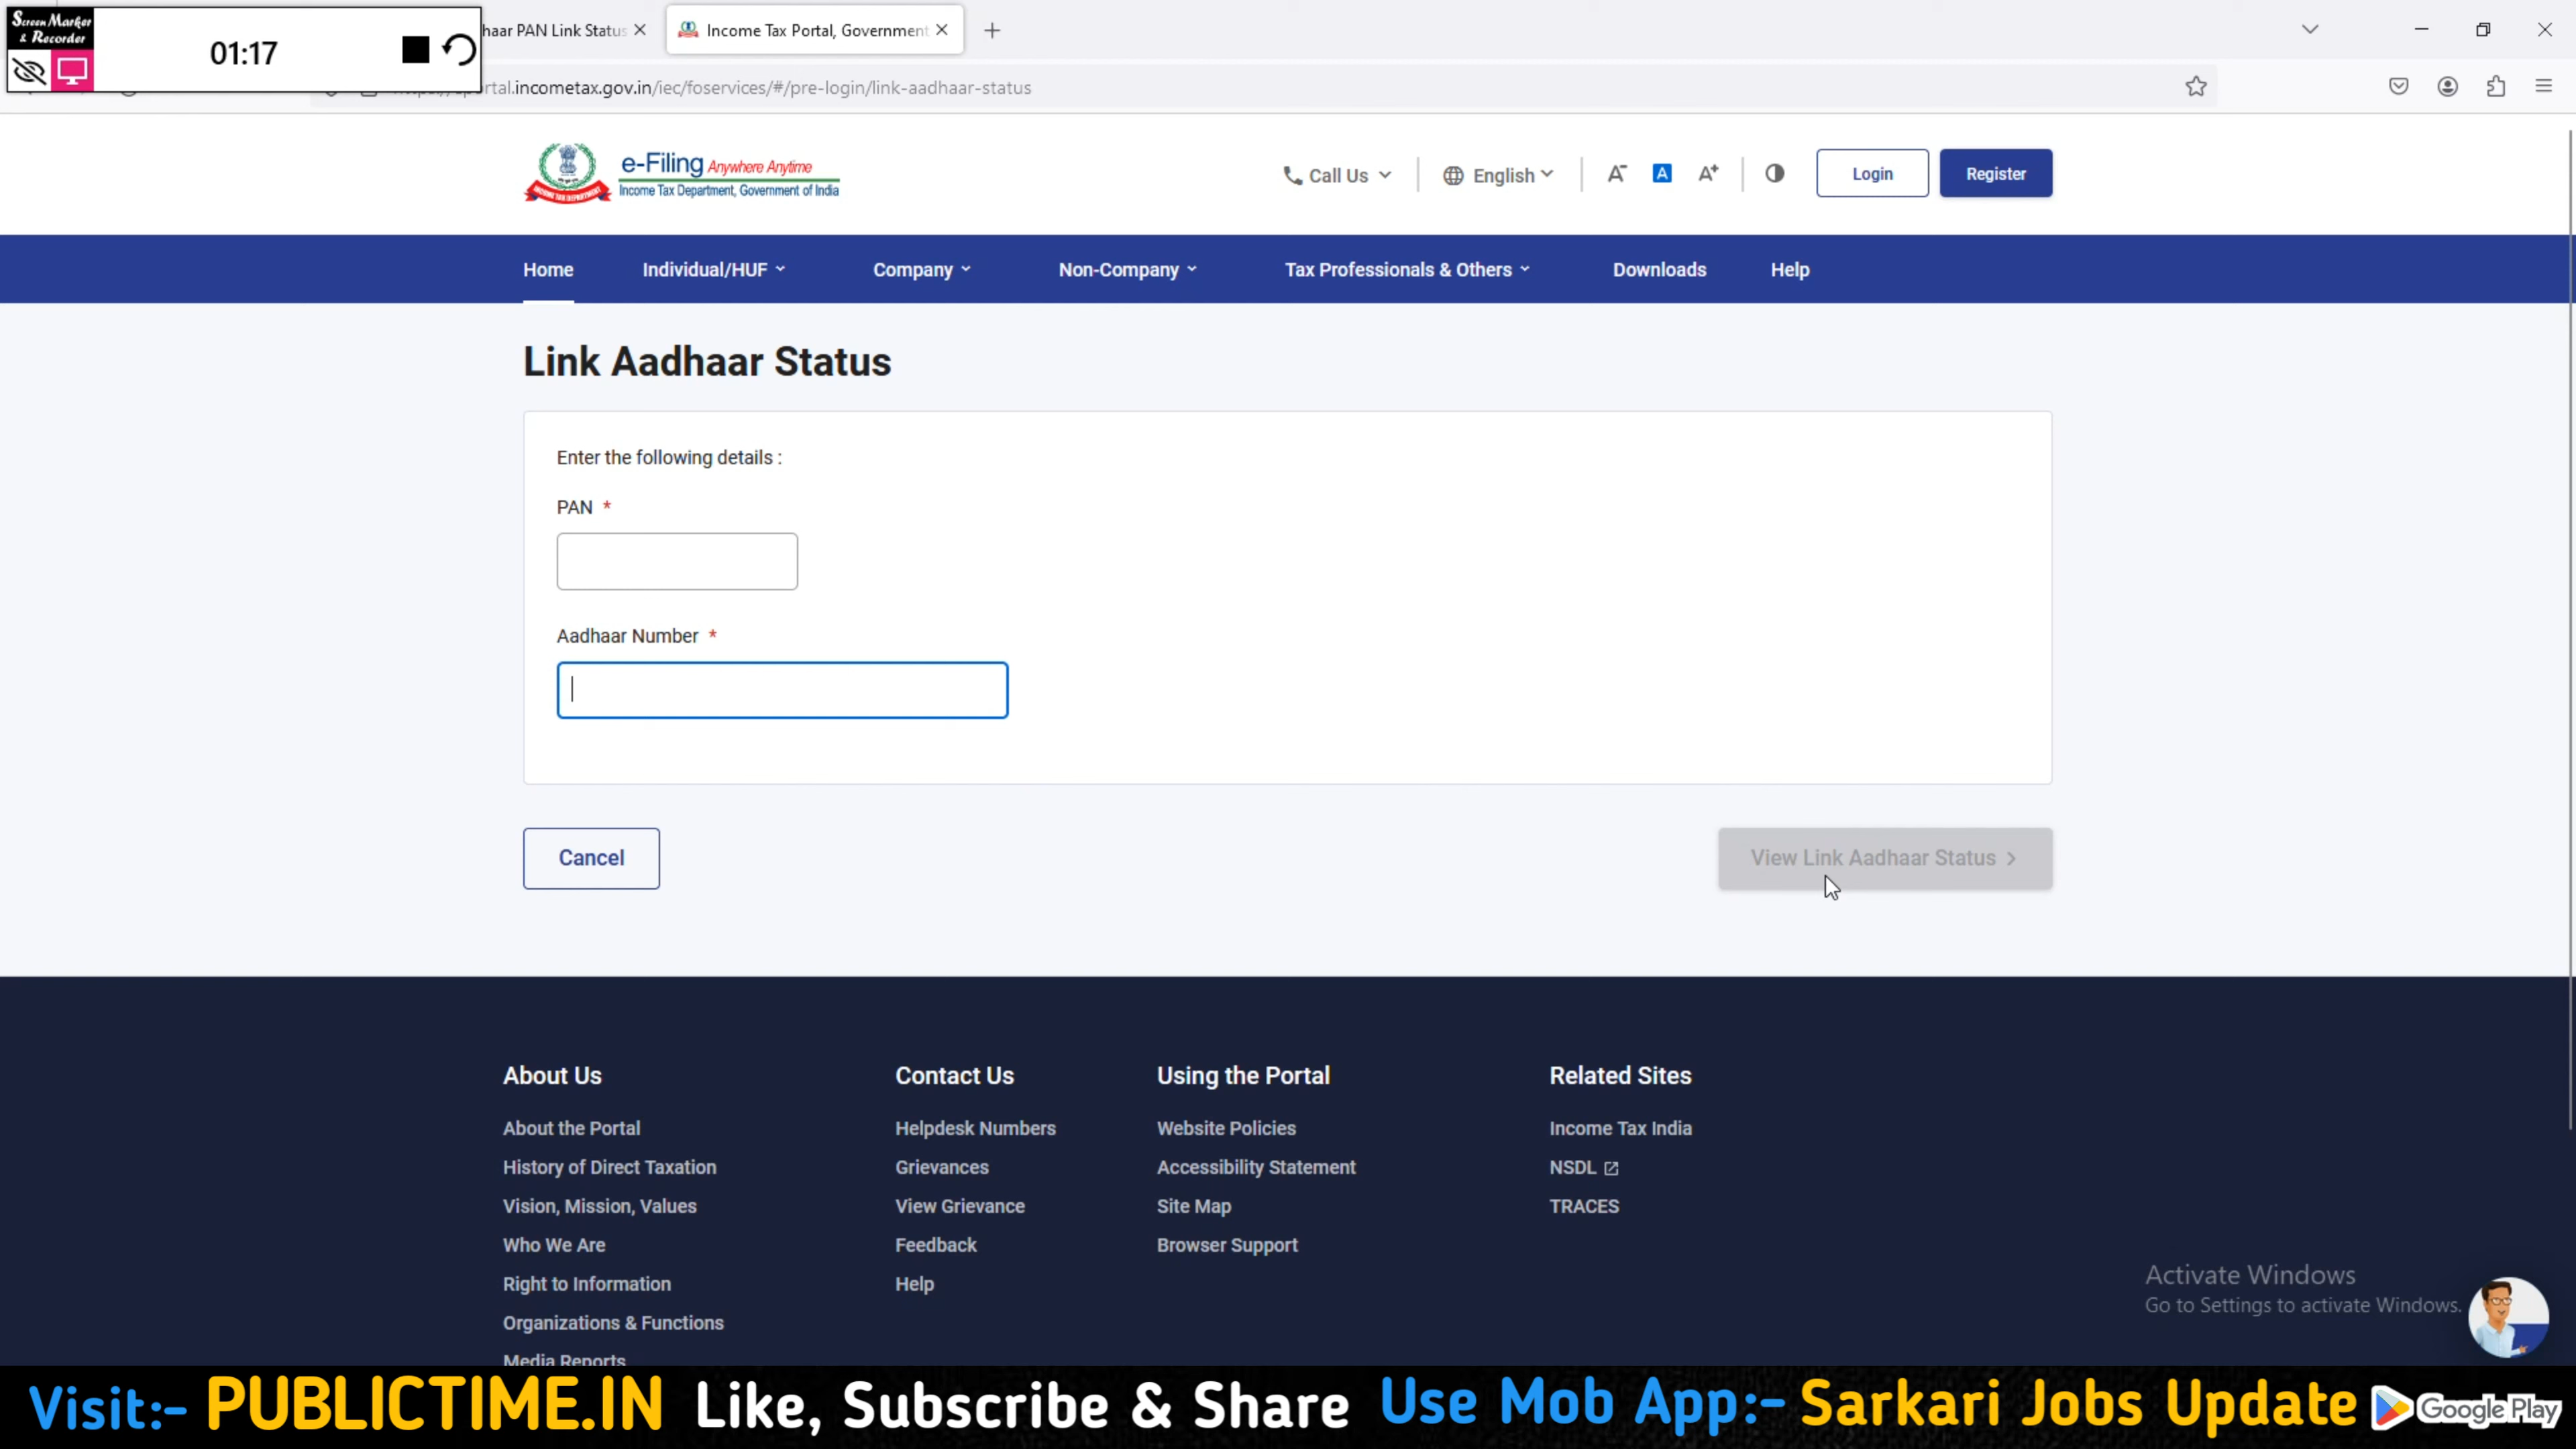 Screen Marker
& Recorder
01:17
haar PAN Link Status
Income Tax Portal, Government
rtal.incometax.gov.in/iec/foservices/#/pre-login/link-aadhaar-status
e-Filing Anywhere Anytime
Income Tax Department, Government of India
Call Us
English
A- A A+
Login
Register
Home
Individual/HUF
Company
Non-Company
Tax Professionals & Others
Downloads
Help
Link Aadhaar Status
Enter the following details :
PAN *
Aadhaar Number *
Cancel
View Link Aadhaar Status >
About Us
About the Portal
History of Direct Taxation
Vision, Mission, Values
Who We Are
Right to Information
Organizations & Functions
Media Reports
Contact Us
Helpdesk Numbers
Grievances
View Grievance
Feedback
Help
Using the Portal
Website Policies
Accessibility Statement
Site Map
Browser Support
Related Sites
Income Tax India
NSDL
TRACES
Activate Windows
Go to Settings to activate Windows.
Visit:- PUBLICTIME.IN Like, Subscribe & Share Use Mob App:- Sarkari Jobs Update Google Play